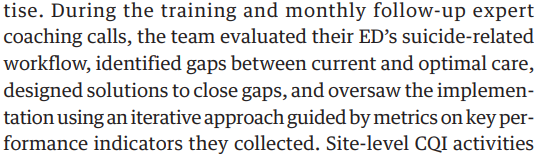 tise. During the training and monthly follow-up expert
coaching calls, the team evaluated their ED’s suicide-related
workflow, identified gaps between current and optimal care,
designed solutions to close gaps, and oversaw the implemen-
tation using an iterative approach guided by metrics on key per-
formance indicators they collected. Site-level CQI activities